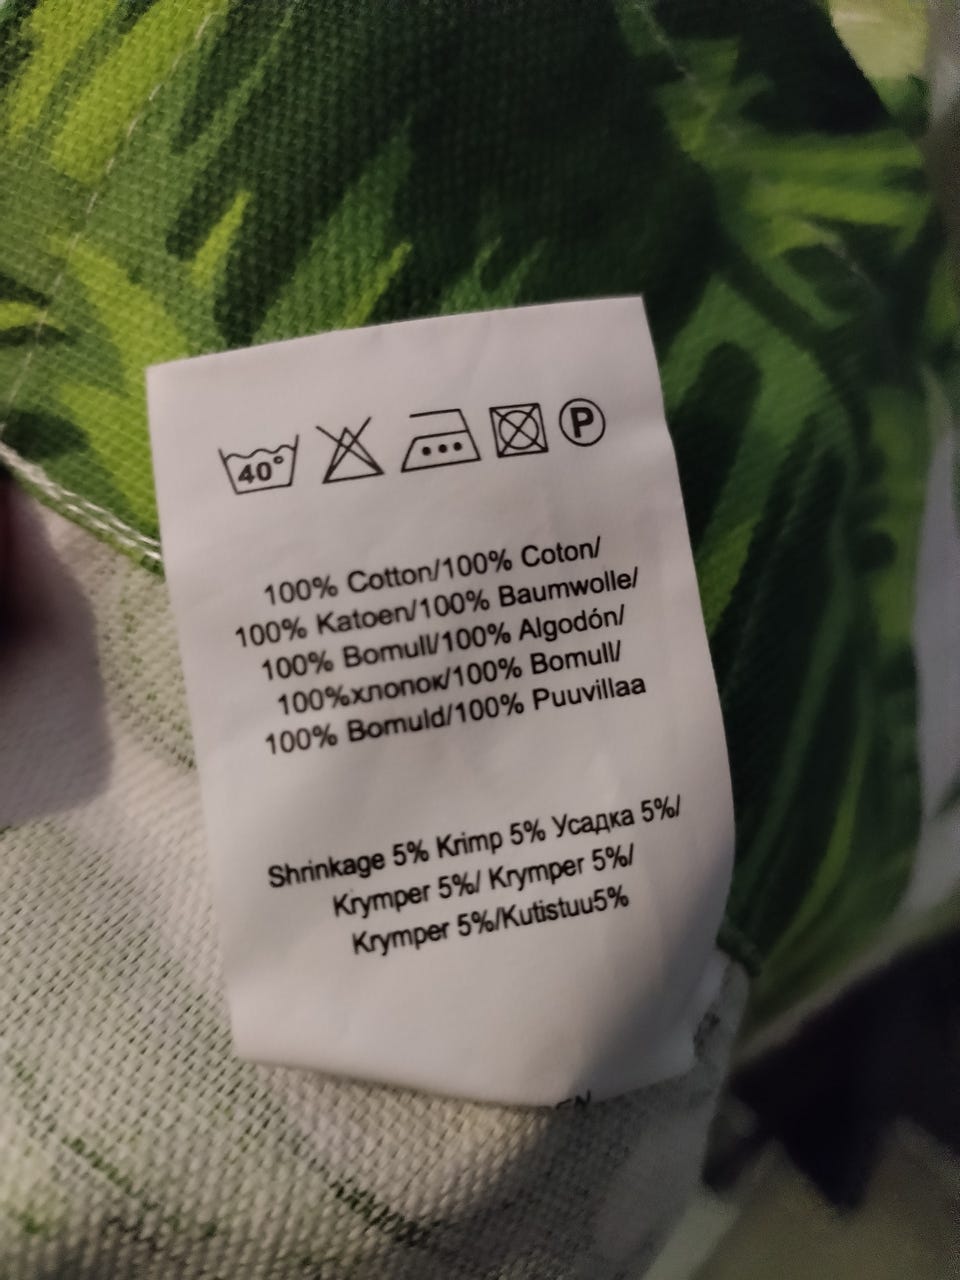 40°
P
100% Cotton/100% Coton/
100% Katoen/100% Baumwolle/
100% Bomull/100% Algodón/
100%хлопок/100% Bomull/
100% Bomuld/100% Puuvillaa
Shrinkage 5% Krimp 5% Усадка 5%/
Krymper 5%/ Krymper 5%/
Krymper 5%/Kutistuu5%